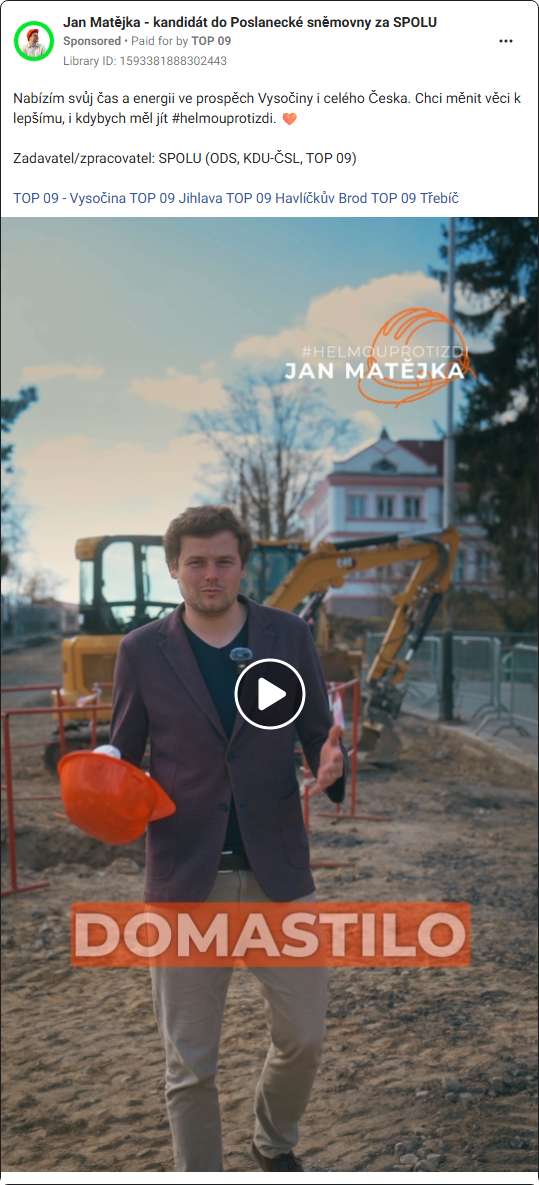 Jan Matějka - kandidát do Poslanecké sněmovny za SPOLU
Sponsored • Paid for by TOP 09
Library ID: 1593381888302443
Nabízím svůj čas a energii ve prospěch Vysočiny i celého Česka. Chci měnit věci k
lepšímu, i kdybych měl jít #helmouprotizdi. 🧡
Zadavatel/zpracovatel: SPOLU (ODS, KDU-ČSL, TOP 09)
TOP 09 - Vysočina TOP 09 Jihlava TOP 09 Havlíčkův Brod TOP 09 Třebíč
#HELMOUPROTIZDI
JAN MATĚJKA
DOMASTILO